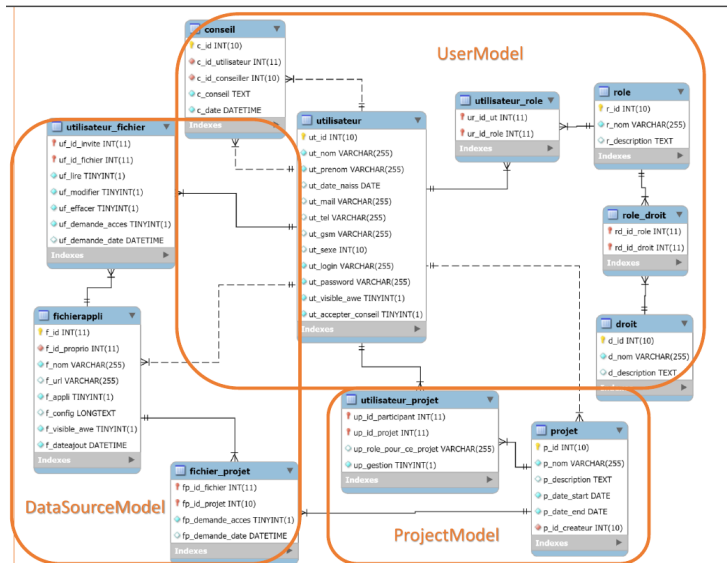 conseil
c_id INT(10)
c_id_utilisateur INT(11)
c_id_conseiller INT(10)
c_conseil TEXT
c_date DATETIME
Indexes
UserModel
utilisateur_fichier
uf_id_invite INT(11)
uf_id_fichier INT(11)
uf_lire TINYINT(1)
uf_modifier TINYINT(1)
uf_effacer TINYINT(1)
uf_demande_acces TINYINT(1)
uf_demande_date DATETIME
Indexes
utilisateur
ut_id INT(10)
ut_nom VARCHAR(255)
ut_prenom VARCHAR(255)
ut_date_naiss DATE
ut_mail VARCHAR(255)
ut_tel VARCHAR(255)
ut_gsm VARCHAR(255)
ut_sexe INT(10)
ut_login VARCHAR(255)
ut_password VARCHAR(255)
ut_visible_awe TINYINT(1)
ut_accepter_conseil TINYINT(1)
Indexes
utilisateur_role
ur_id_ut INT(11)
ur_id_role INT(11)
Indexes
role
r_id INT(10)
r_nom VARCHAR(255)
r_description TEXT
Indexes
role_droit
rd_id_role INT(11)
rd_id_droit INT(11)
Indexes
droit
d_id INT(10)
d_nom VARCHAR(255)
d_description TEXT
Indexes
fichierappli
f_id INT(11)
f_id_proprio INT(11)
f_nom VARCHAR(255)
f_url VARCHAR(255)
f_appli TINYINT(1)
f_config LONGTEXT
f_visible_awe TINYINT(1)
f_dateajout DATETIME
Indexes
utilisateur_projet
up_id_participant INT(11)
up_id_projet INT(11)
up_role_pour_ce_projet VARCHAR(255)
up_gestion TINYINT(1)
Indexes
projet
p_id INT(10)
p_nom VARCHAR(255)
p_description TEXT
p_date_start DATE
p_date_end DATE
p_id_createur INT(10)
Indexes
fichier_projet
fp_id_fichier INT(11)
fp_id_projet INT(10)
fp_demande_acces TINYINT(1)
fp_demande_date DATETIME
Indexes
DataSourceModel
ProjectModel